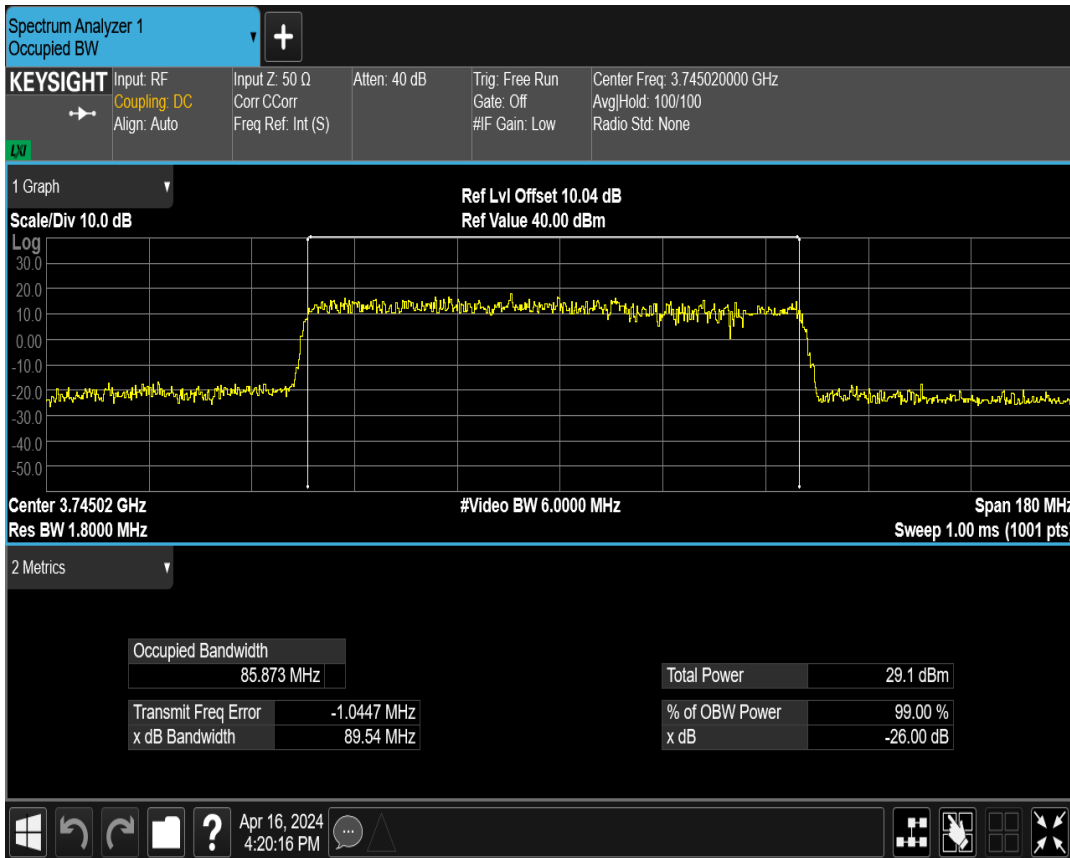 Spectrum Analyzer 1
Occupied BW
+
KEYSIGHT
LXI
Input: RF
Coupling: DC
Align: Auto
Input Z: 50 Ω
Corr CCorr
Freq Ref: Int (S)
Atten: 40 dB
Trig: Free Run
Gate: Off
#IF Gain: Low
Center Freq: 3.745020000 GHz
Avg|Hold: 100/100
Radio Std: None
1 Graph
Scale/Div 10.0 dB
Ref Lvl Offset 10.04 dB
Ref Value 40.00 dBm
Log
30.0
20.0
10.0
0.00
-10.0
-20.0
-30.0
-40.0
-50.0
Center 3.74502 GHz
#Video BW 6.0000 MHz
Span 180 MHz
Res BW 1.8000 MHz
Sweep 1.00 ms (1001 pts)
2 Metrics
Occupied Bandwidth
85.873 MHz
Total Power 29.1 dBm
Transmit Freq Error -1.0447 MHz
% of OBW Power 99.00 %
x dB Bandwidth 89.54 MHz
x dB -26.00 dB
?
Apr 16, 2024
4:20:16 PM